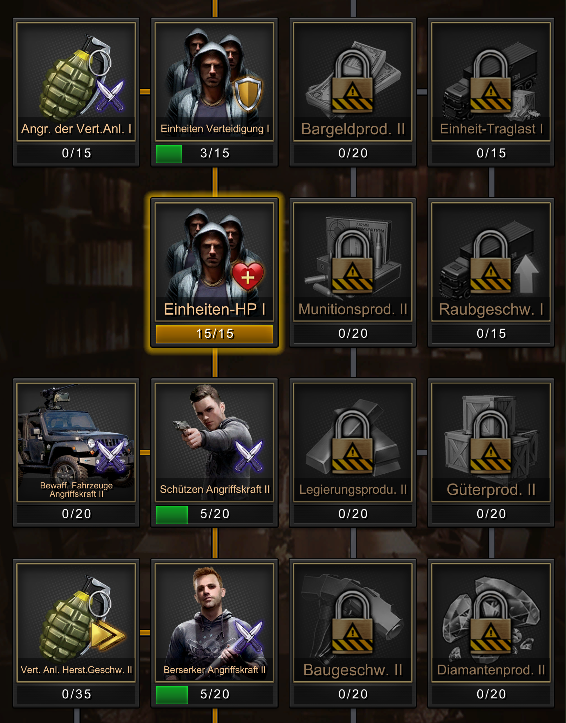 Angr. der Vert.Anl. I
0/15
Einheiten Verteidigung I
3/15
Bargeldprod. II
0/20
Einheit-Traglast I
0/15
Einheiten-HP I
15/15
Munitionsprod. II
0/20
Raubgeschw. I
0/15
Bewaff. Fahrzeuge
Angriffskraft II
0/20
Schützen Angriffskraft II
5/20
Legierungsprodu. II
0/20
Güterprod. II
0/20
Vert. Anl. Herst.Geschw. II
0/35
Berserker Angriffskraft II
5/20
Baugeschw. II
0/20
Diamantenprod. II
0/20